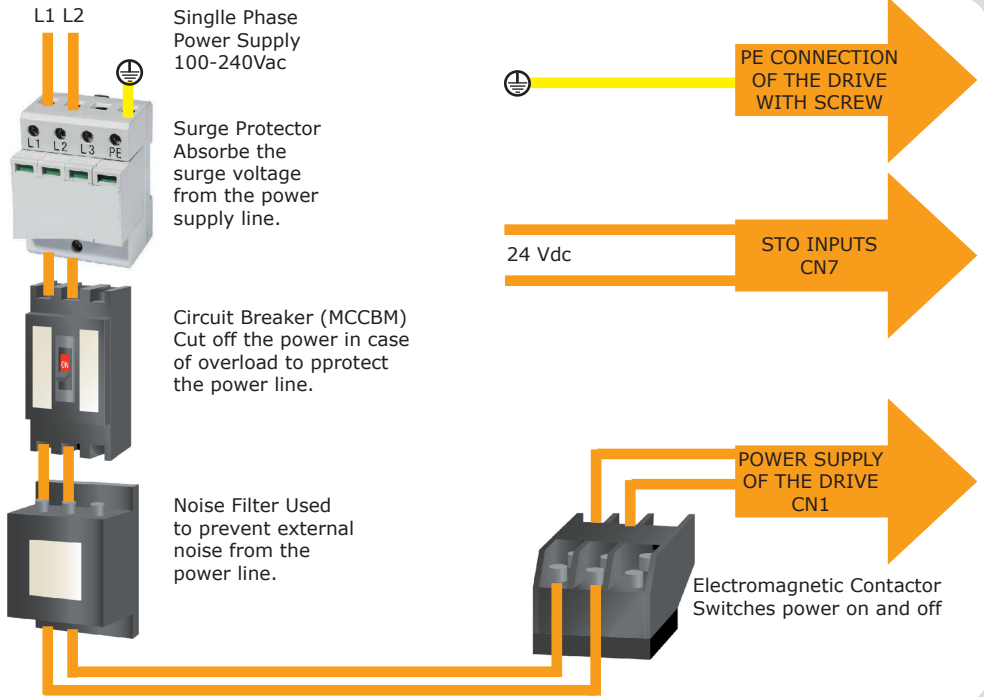 L1 L2
Singlle Phase
Power Supply
100-240Vac
L1 L2 L3 PE
Surge Protector
Absorbe the
surge voltage
from the power
supply line.
ON
Circuit Breaker (MCCBM)
Cut off the power in case
of overload to pprotect
the power line.
Noise Filter Used
to prevent external
noise from the
power line.
PE CONNECTION
OF THE DRIVE
WITH SCREW
24 Vdc
STO INPUTS
CN7
POWER SUPPLY
OF THE DRIVE
CN1
Electromagnetic Contactor
Switches power on and off